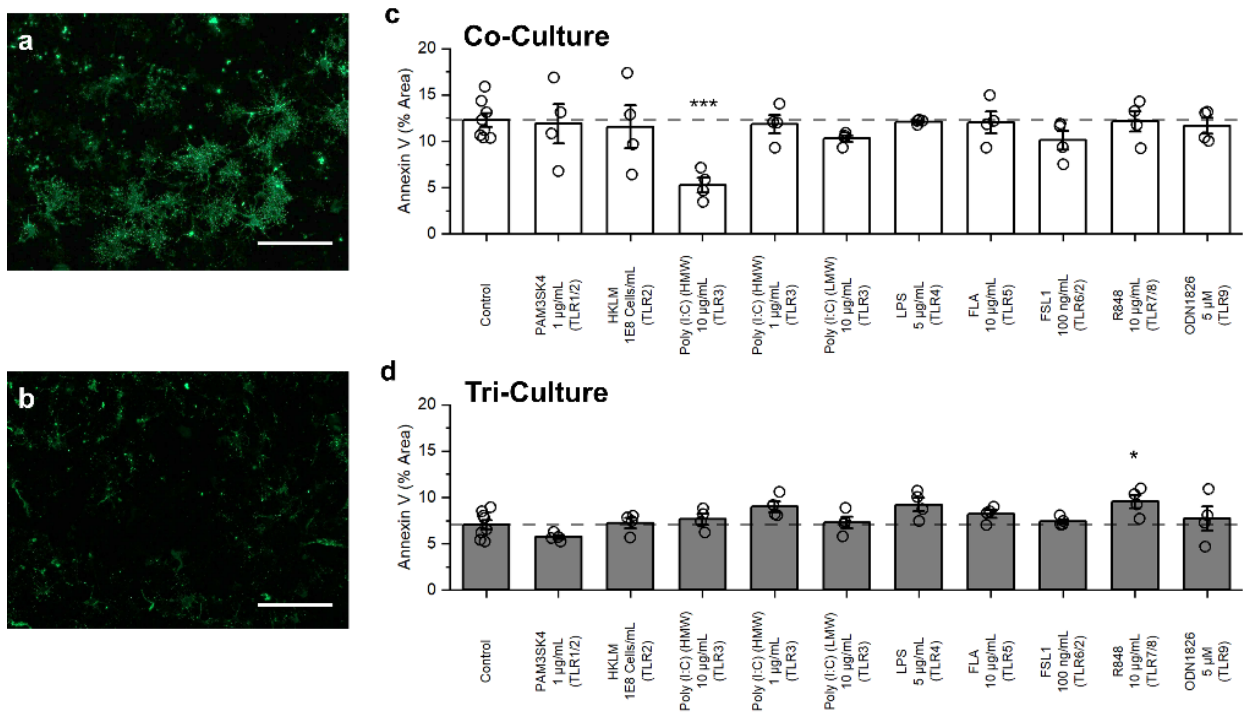 a
c
Co-Culture
Annexin V (% Area)
20
15
10
5
0
***
Control
PAM3SK4
1 µg/mL
(TLR1/2)
HKLM
1E8 Cells/mL
(TLR2)
Poly (I:C) (HMW)
10 µg/mL
(TLR3)
Poly (I:C) (HMW)
1 µg/mL
(TLR3)
Poly (I:C) (LMW)
10 µg/mL
(TLR3)
LPS
5 µg/mL
(TLR4)
FLA
10 µg/mL
(TLR5)
FSL1
100 ng/mL
(TLR6/2)
R848
10 µg/mL
(TLR7/8)
ODN1826
5 µM
(TLR9)
b
d
Tri-Culture
Annexin V (% Area)
20
15
10
5
0
*
Control
PAM3SK4
1 µg/mL
(TLR1/2)
HKLM
1E8 Cells/mL
(TLR2)
Poly (I:C) (HMW)
10 µg/mL
(TLR3)
Poly (I:C) (HMW)
1 µg/mL
(TLR3)
Poly (I:C) (LMW)
10 µg/mL
(TLR3)
LPS
5 µg/mL
(TLR4)
FLA
10 µg/mL
(TLR5)
FSL1
100 ng/mL
(TLR6/2)
R848
10 µg/mL
(TLR7/8)
ODN1826
5 µM
(TLR9)